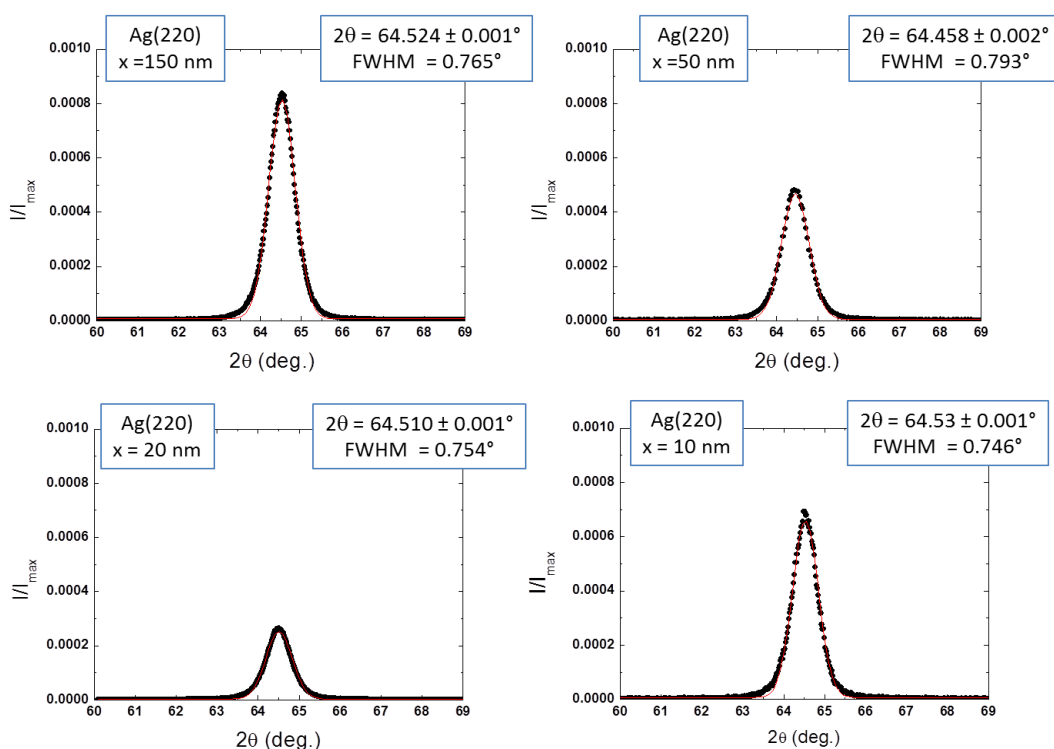 Ag(220)
x =150 nm
2θ = 64.524 ± 0.001°
FWHM = 0.765°
I/Imax
0.0010
0.0008
0.0006
0.0004
0.0002
0.0000
60 61 62 63 64 65 66 67 68 69
2θ (deg.)
Ag(220)
x =50 nm
2θ = 64.458 ± 0.002°
FWHM = 0.793°
I/Imax
0.0010
0.0008
0.0006
0.0004
0.0002
0.0000
60 61 62 63 64 65 66 67 68 69
2θ (deg.)
Ag(220)
x = 20 nm
2θ = 64.510 ± 0.001°
FWHM = 0.754°
I/Imax
0.0010
0.0008
0.0006
0.0004
0.0002
0.0000
60 61 62 63 64 65 66 67 68 69
2θ (deg.)
Ag(220)
x = 10 nm
2θ = 64.53 ± 0.001°
FWHM = 0.746°
I/Imax
0.0010
0.0008
0.0006
0.0004
0.0002
0.0000
60 61 62 63 64 65 66 67 68 69
2θ (deg.)